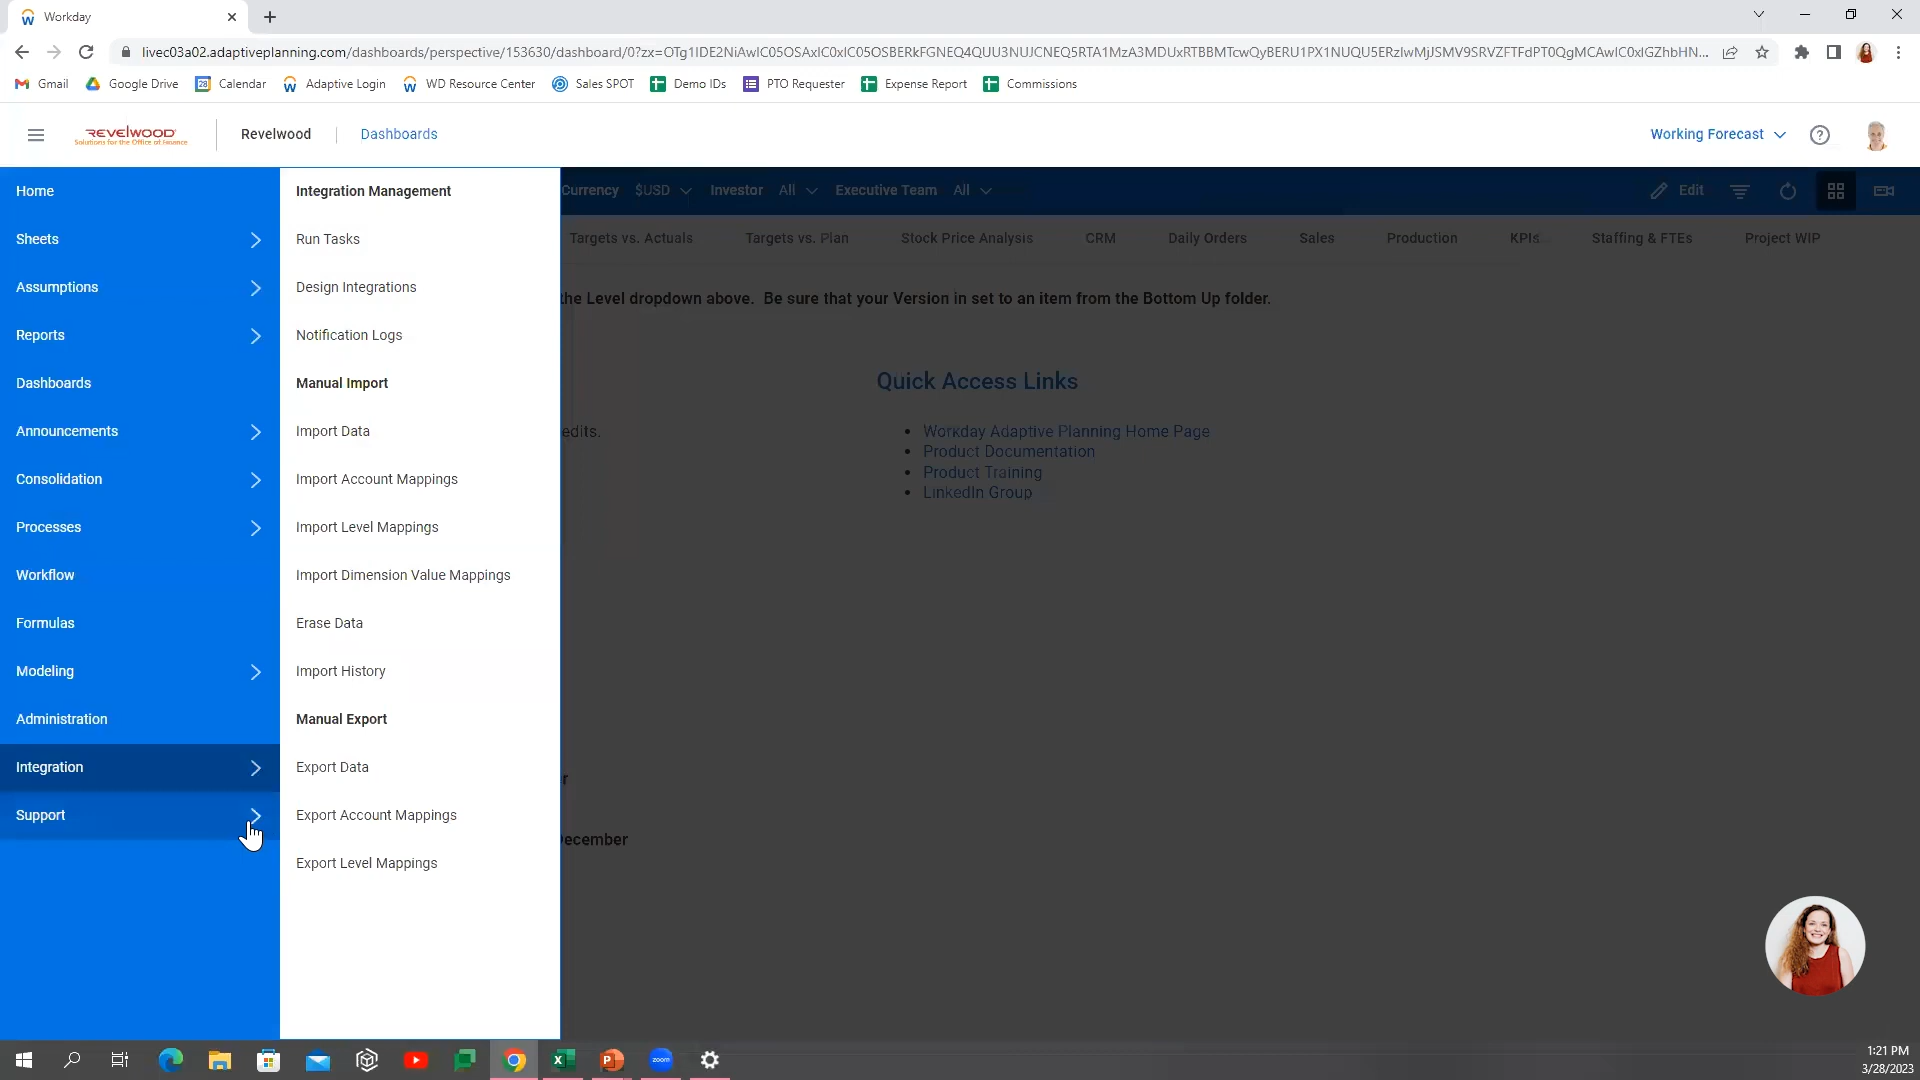 Workday
livec03a02.adaptiveplanning.com/dashboards/perspective/153630/dashboard/0?zx=
Gmail Google Drive Calendar Adaptive Login WD Resource Center Sales SPOT Demo IDs PTO Requester Expense Report Commissions
REVELWOOD Revelwood Dashboards Working Forecast
Solutions for the Office of Finance
Home
Sheets
Assumptions
Reports
Dashboards
Announcements
Consolidation
Processes
Workflow
Formulas
Modeling
Administration
Integration
Support
Integration Management
Run Tasks
Design Integrations
Notification Logs
Manual Import
Import Data
Import Account Mappings
Import Level Mappings
Import Dimension Value Mappings
Erase Data
Import History
Manual Export
Export Data
Export Account Mappings
Export Level Mappings
Currency $USD Investor All Executive Team All Edit
Targets vs. Actuals Targets vs. Plan Stock Price Analysis CRM Daily Orders Sales Production KPIs Staffing & FTEs Project WIP
the Level dropdown above. Be sure that your Version in set to an item from the Bottom Up folder.
Quick Access Links
edits.
• Workday Adaptive Planning Home Page
• Product Documentation
• Product Training
• LinkedIn Group
r
December
zoom
1:21 PM
3/28/2023